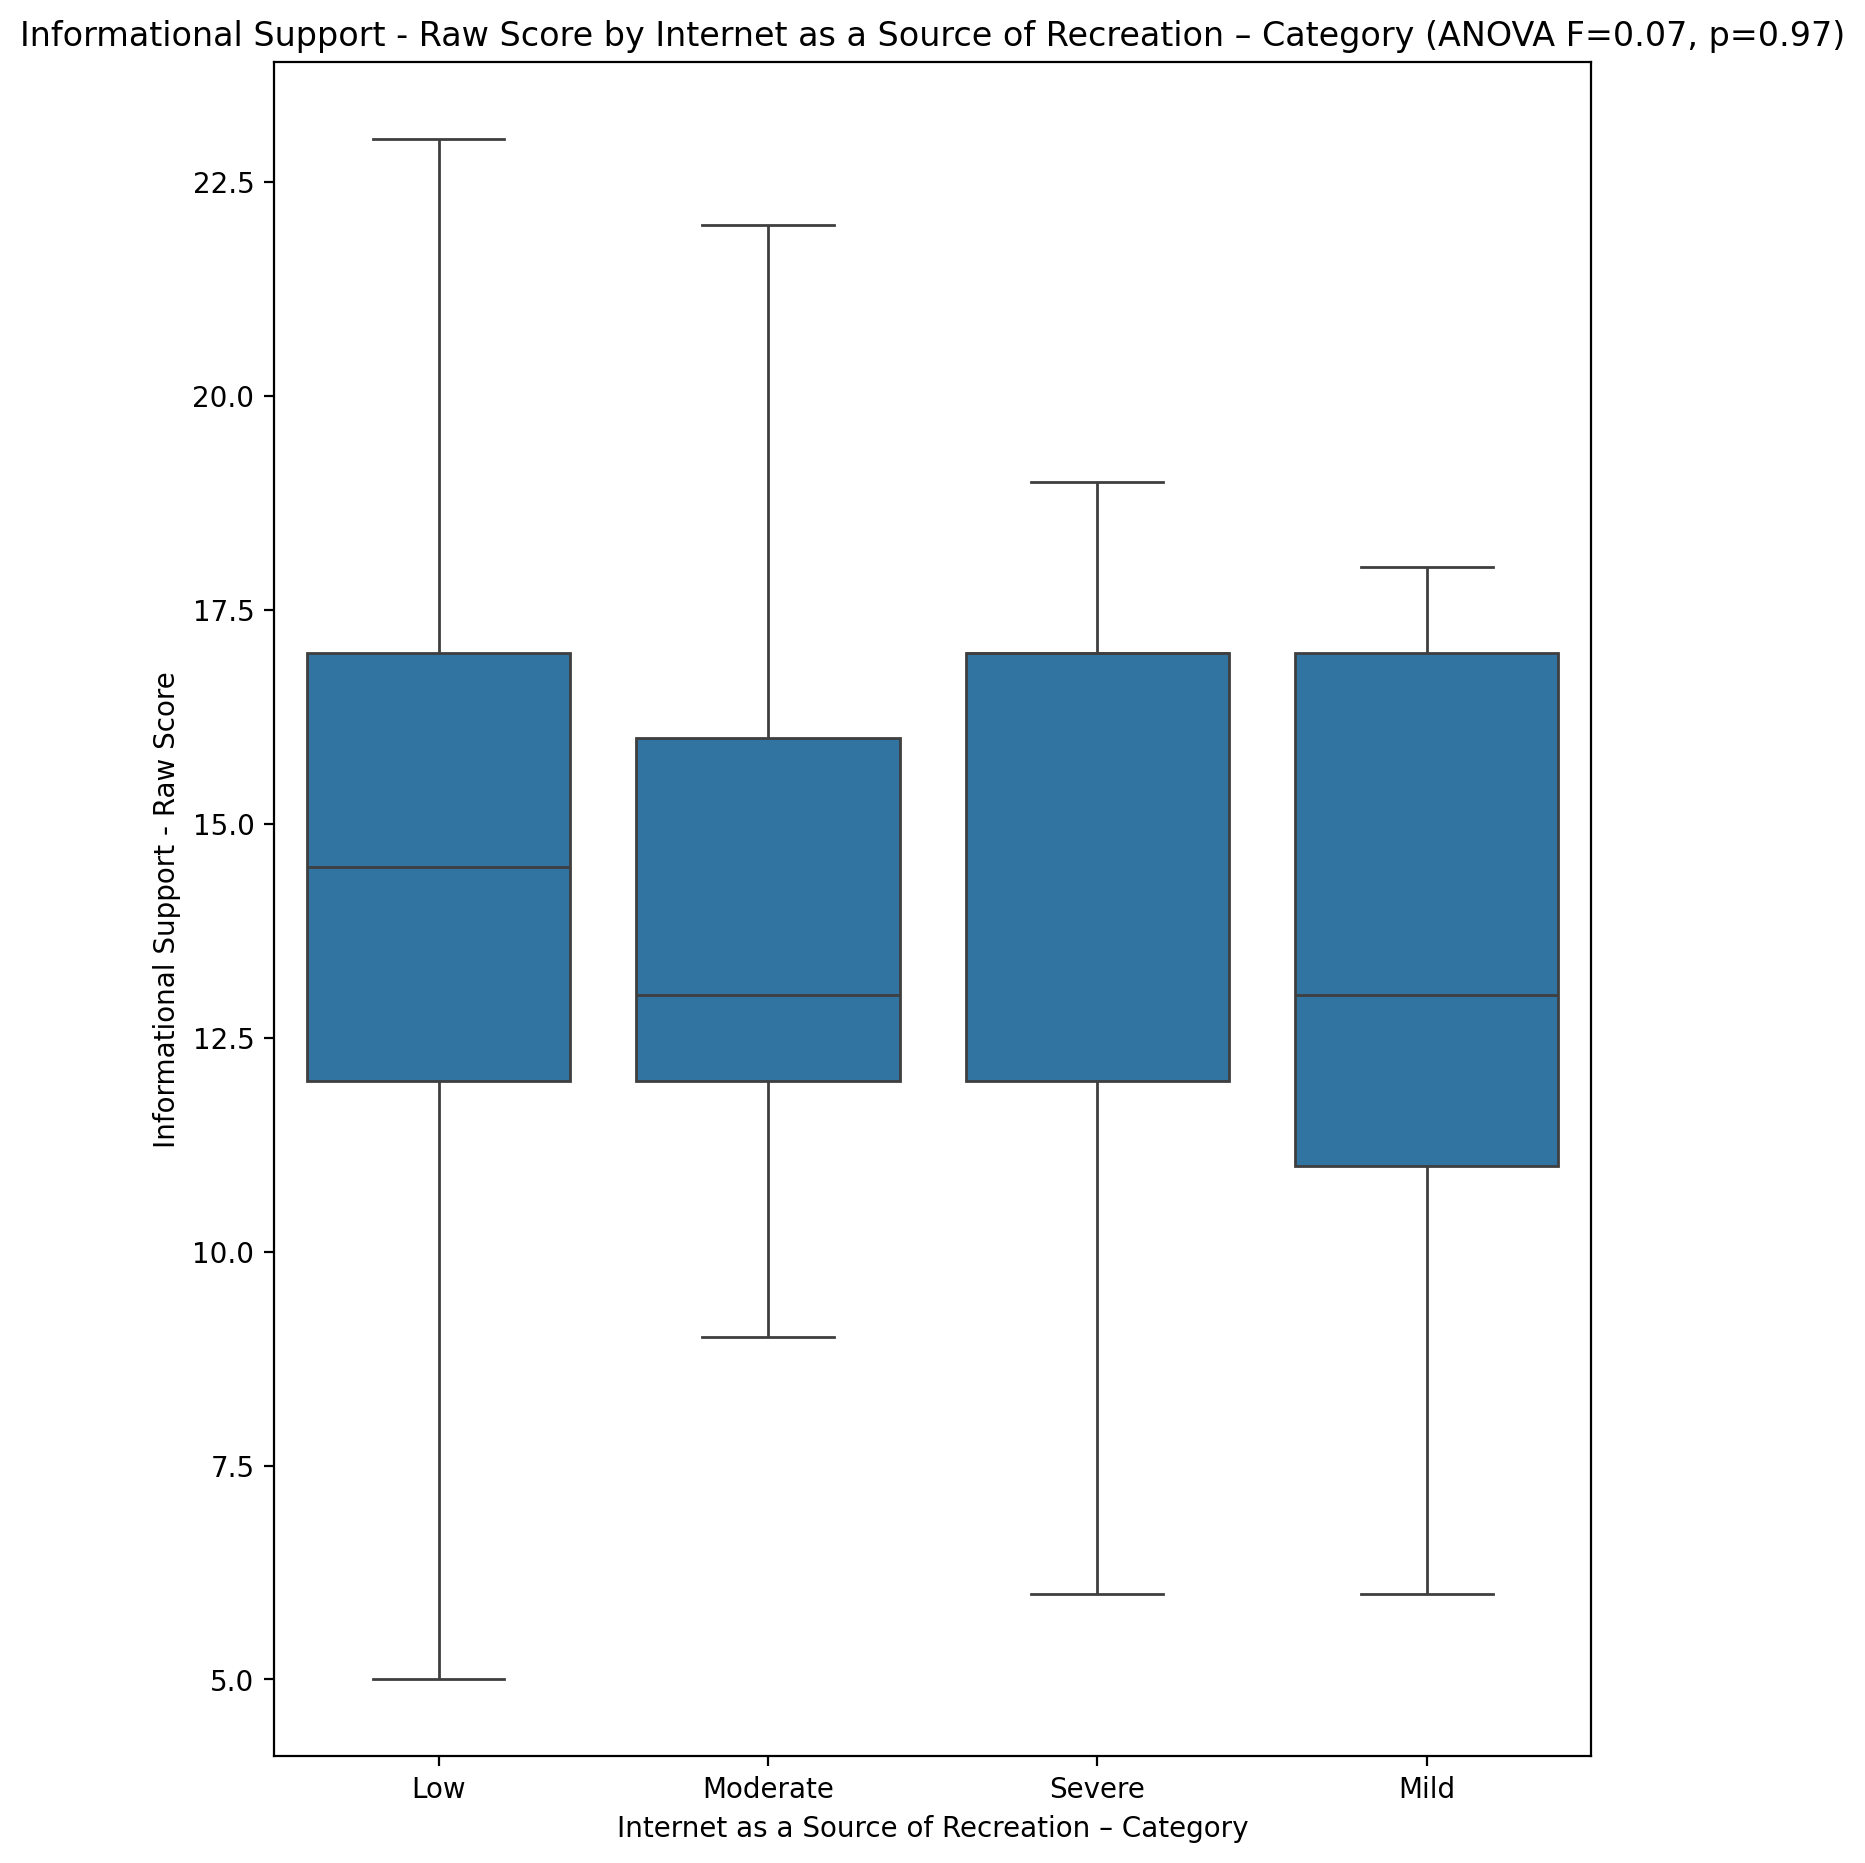 Informational Support - Raw Score by Internet as a Source of Recreation – Category (ANOVA F=0.07, p=0.97)
Informational Support - Raw Score
22.5
20.0
17.5
15.0
12.5
10.0
7.5
5.0
Low
Moderate
Severe
Mild
Internet as a Source of Recreation – Category